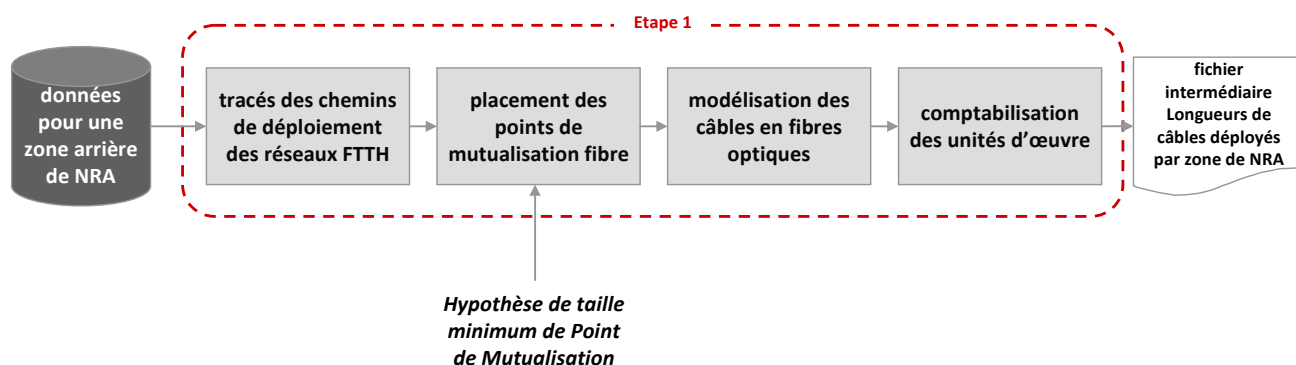 Etape 1
données
pour une
zone arrière
de NRA
tracés des chemins
de déploiement
des réseaux FTTH
placement des
points de
mutualisation fibre
modélisation des
câbles en fibres
optiques
comptabilisation
des unités d’œuvre
fichier
intermédiaire
Longueurs de
câbles déployés
par zone de NRA
Hypothèse de taille
minimum de Point
de Mutualisation